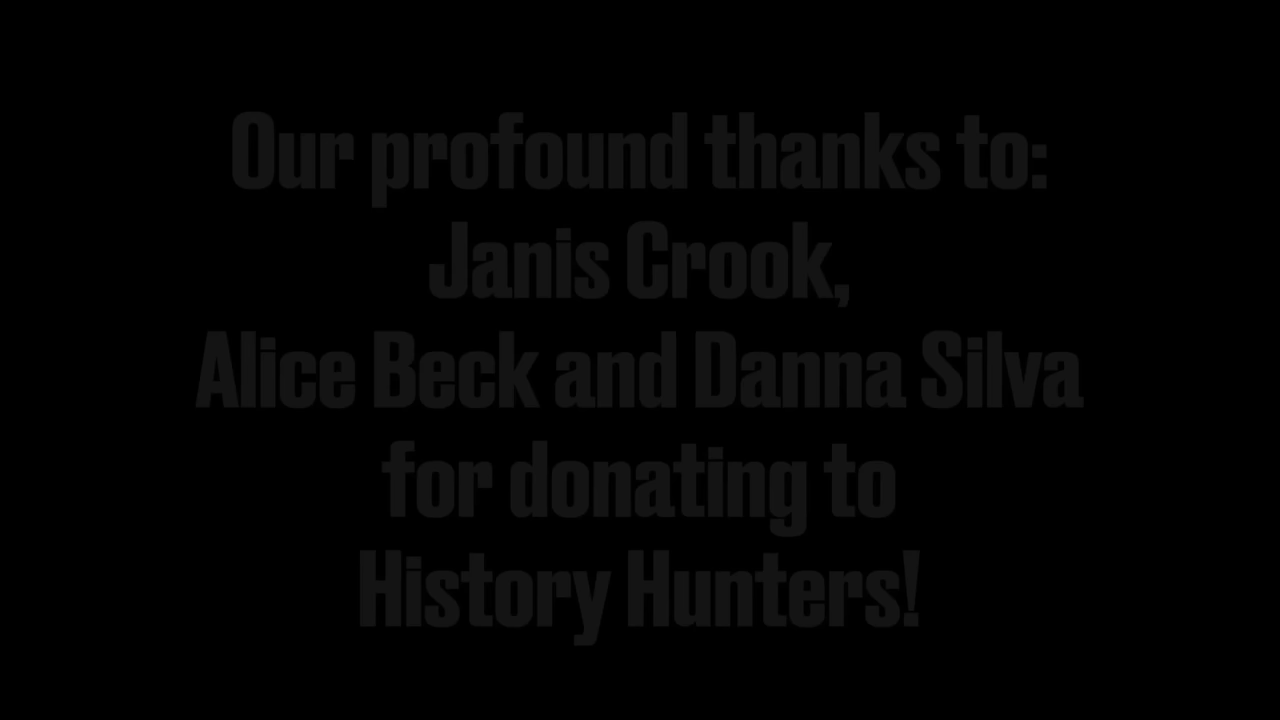 Our profound thanks to:
Janis Crook,
Alice Beck and Danna Silva
for donating to
History Hunters!